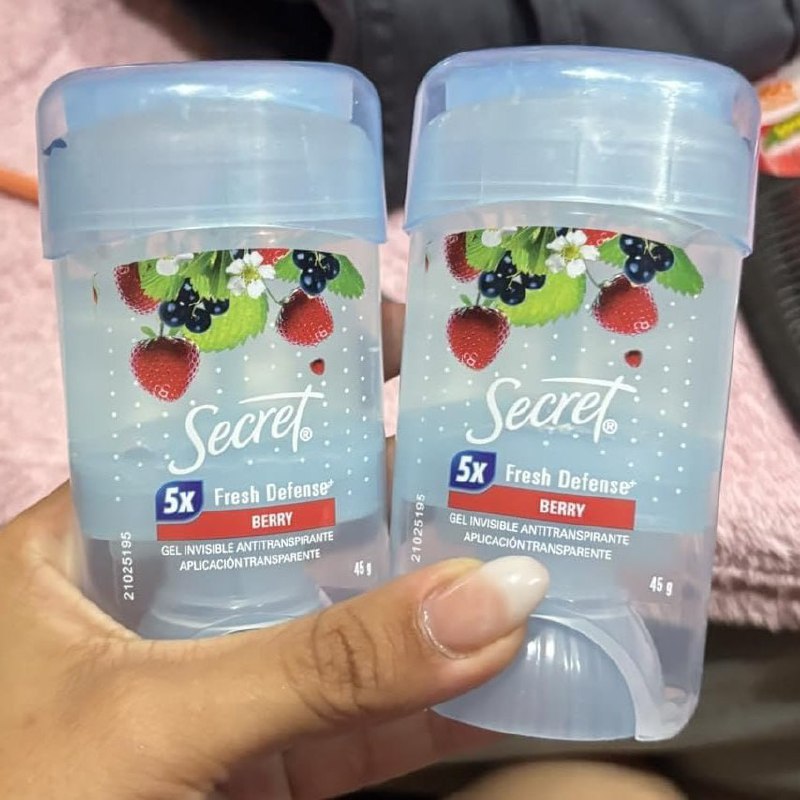 Secret®
5x Fresh Defense+
BERRY
GEL INVISIBLE ANTITRANSPIRANTE
APLICACIÓN TRANSPARENTE
45 g
21025195
Secret®
5x Fresh Defense+
BERRY
GEL INVISIBLE ANTITRANSPIRANTE
APLICACIÓN TRANSPARENTE
45 g
21025195